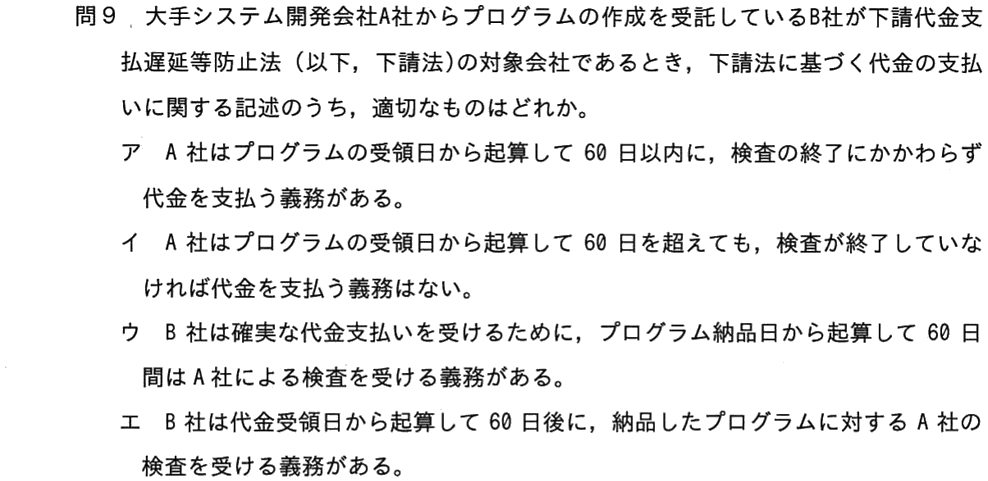 問９ 大手システム開発会社A社からプログラムの作成を受託しているB社が下請代金支
払遅延等防止法（以下，下請法）の対象会社であるとき，下請法に基づく代金の支払
いに関する記述のうち，適切なものはどれか。
ア A 社はプログラムの受領日から起算して 60 日以内に，検査の終了にかかわらず
代金を支払う義務がある。
イ A 社はプログラムの受領日から起算して 60 日を超えても，検査が終了していな
ければ代金を支払う義務はない。
ウ B 社は確実な代金支払いを受けるために，プログラム納品日から起算して 60 日
間は A 社による検査を受ける義務がある。
エ B 社は代金受領日から起算して 60 日後に，納品したプログラムに対する A 社の
検査を受ける義務がある。